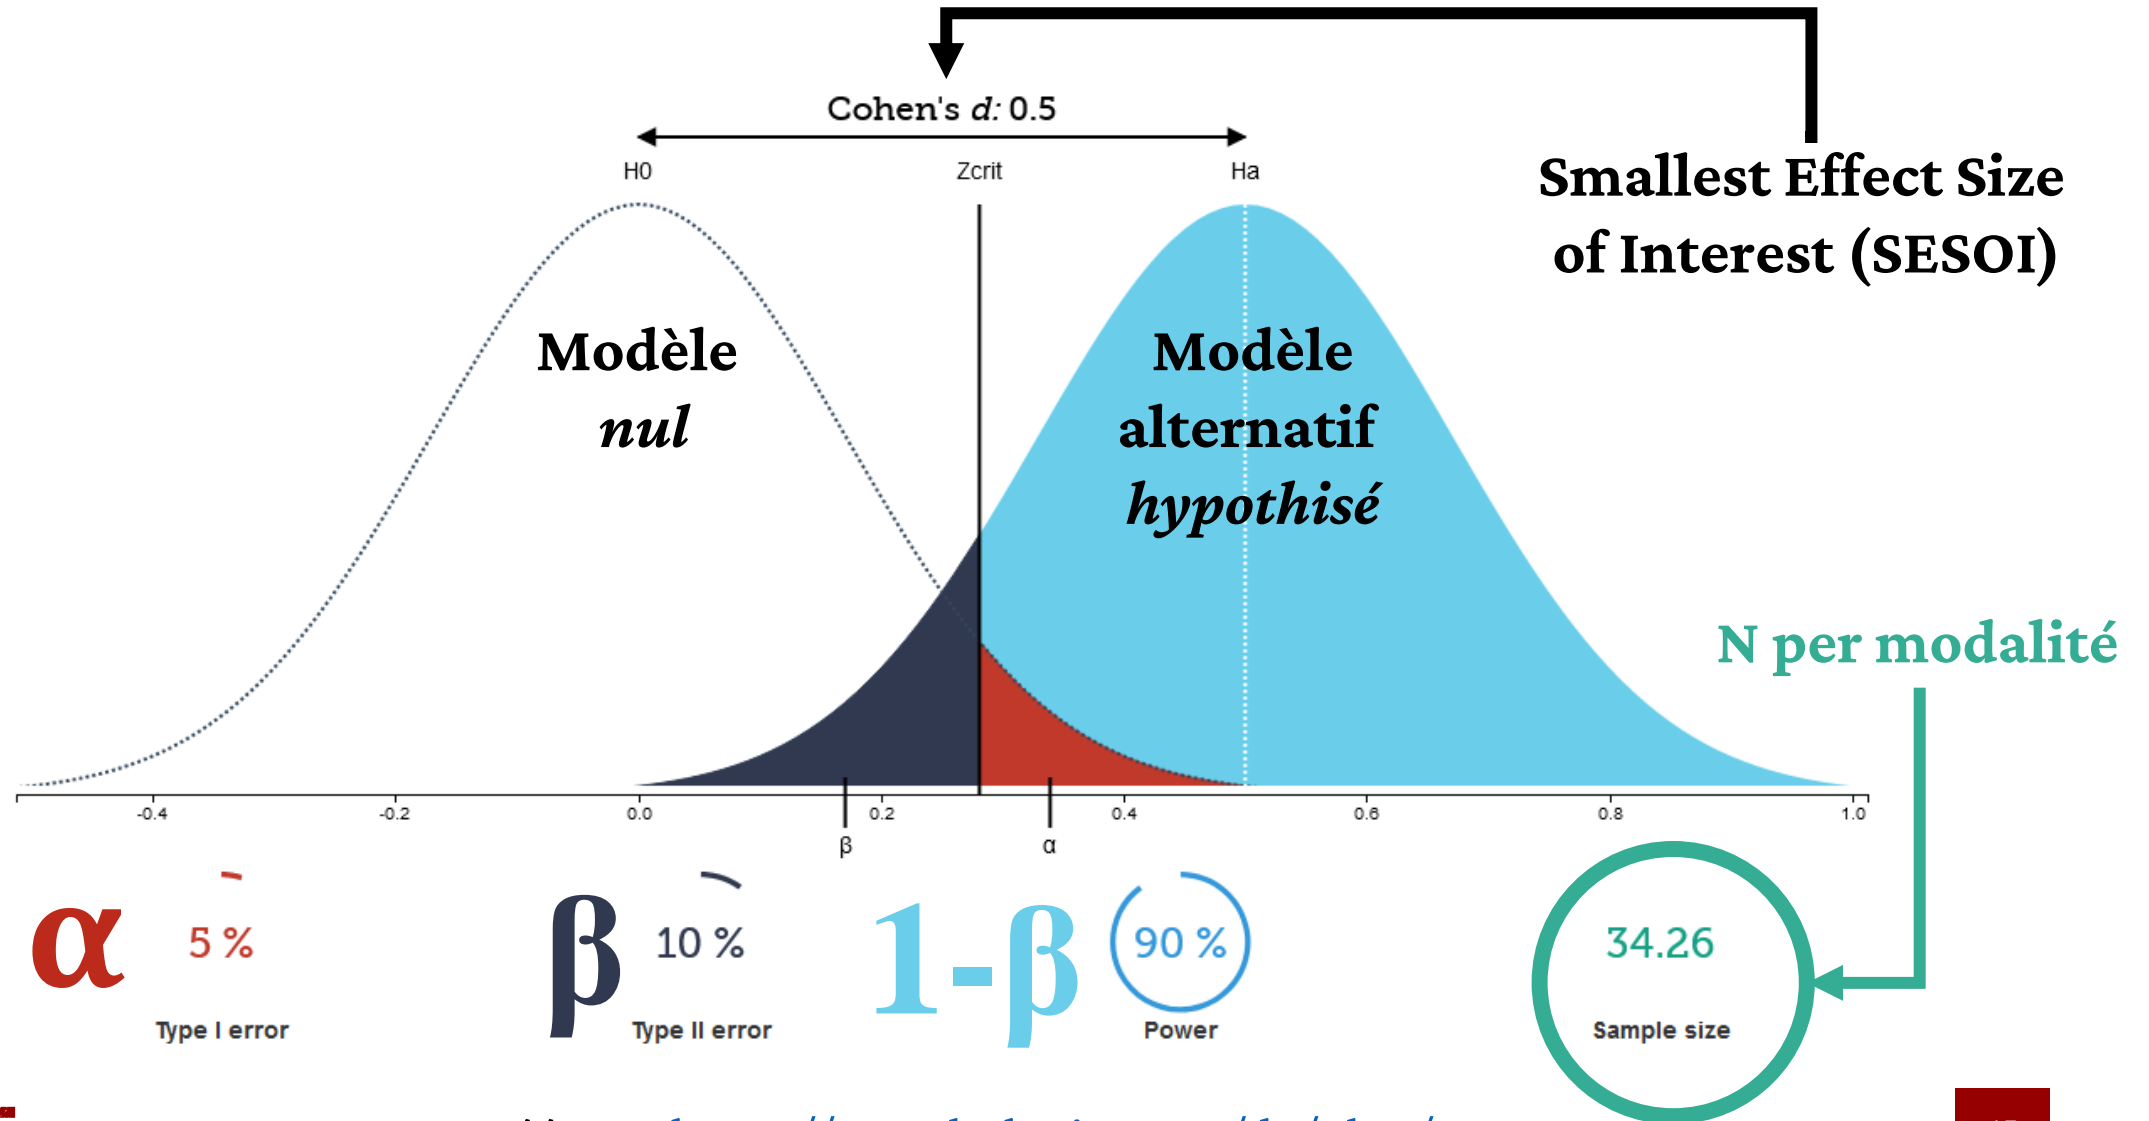 Cohen's d: 0.5
H0
Zcrit
Ha
Smallest Effect Size
of Interest (SESOI)
Modèle
nul
Modèle
alternatif
hypothisé
N per modalité
-0.4
-0.2
0.0
0.2
0.4
0.6
0.8
1.0
β
α
α
5 %
Type I error
β
10 %
Type II error
1-β
90 %
Power
34.26
Sample size